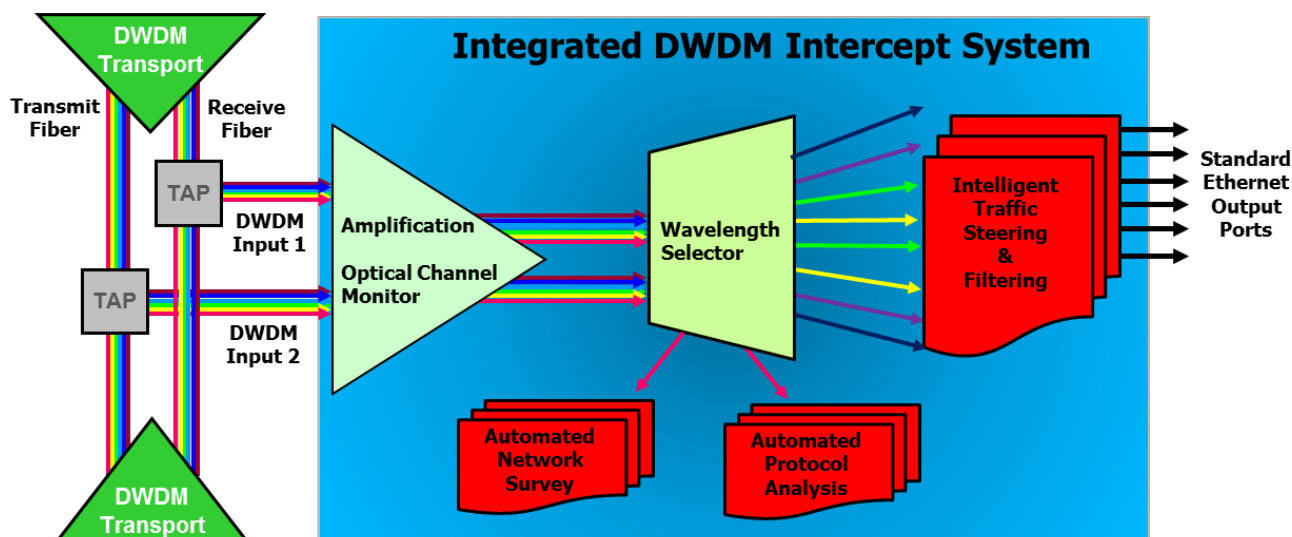 DWDM
Transport
Integrated DWDM Intercept System
Transmit
Fiber
Receive
Fiber
TAP
DWDM
Input 1
TAP
DWDM
Input 2
Amplification
Optical Channel
Monitor
Wavelength
Selector
Intelligent
Traffic
Steering
&
Filtering
Standard
Ethernet
Output
Ports
Automated
Network
Survey
Automated
Protocol
Analysis
DWDM
Transport